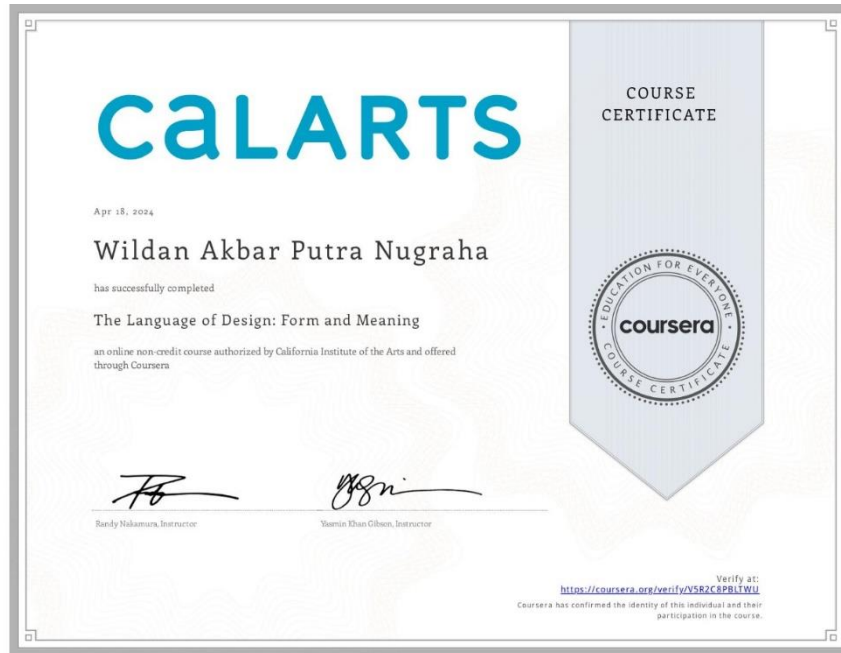 CALARTS
COURSE
CERTIFICATE
Apr 18, 2024
Wildan Akbar Putra Nugraha
has successfully completed
The Language of Design: Form and Meaning
an online non-credit course authorized by California Institute of the Arts and offered
through Coursera
EDUCATION FOR EVERYONE
coursera
COURSE CERTIFICATE
Randy Nakamura, Instructor
Yasmin Khan Gibson, Instructor
Verify at:
https://coursera.org/verify/V5R2C8PBLTWU
Coursera has confirmed the identity of this individual and their
participation in the course.